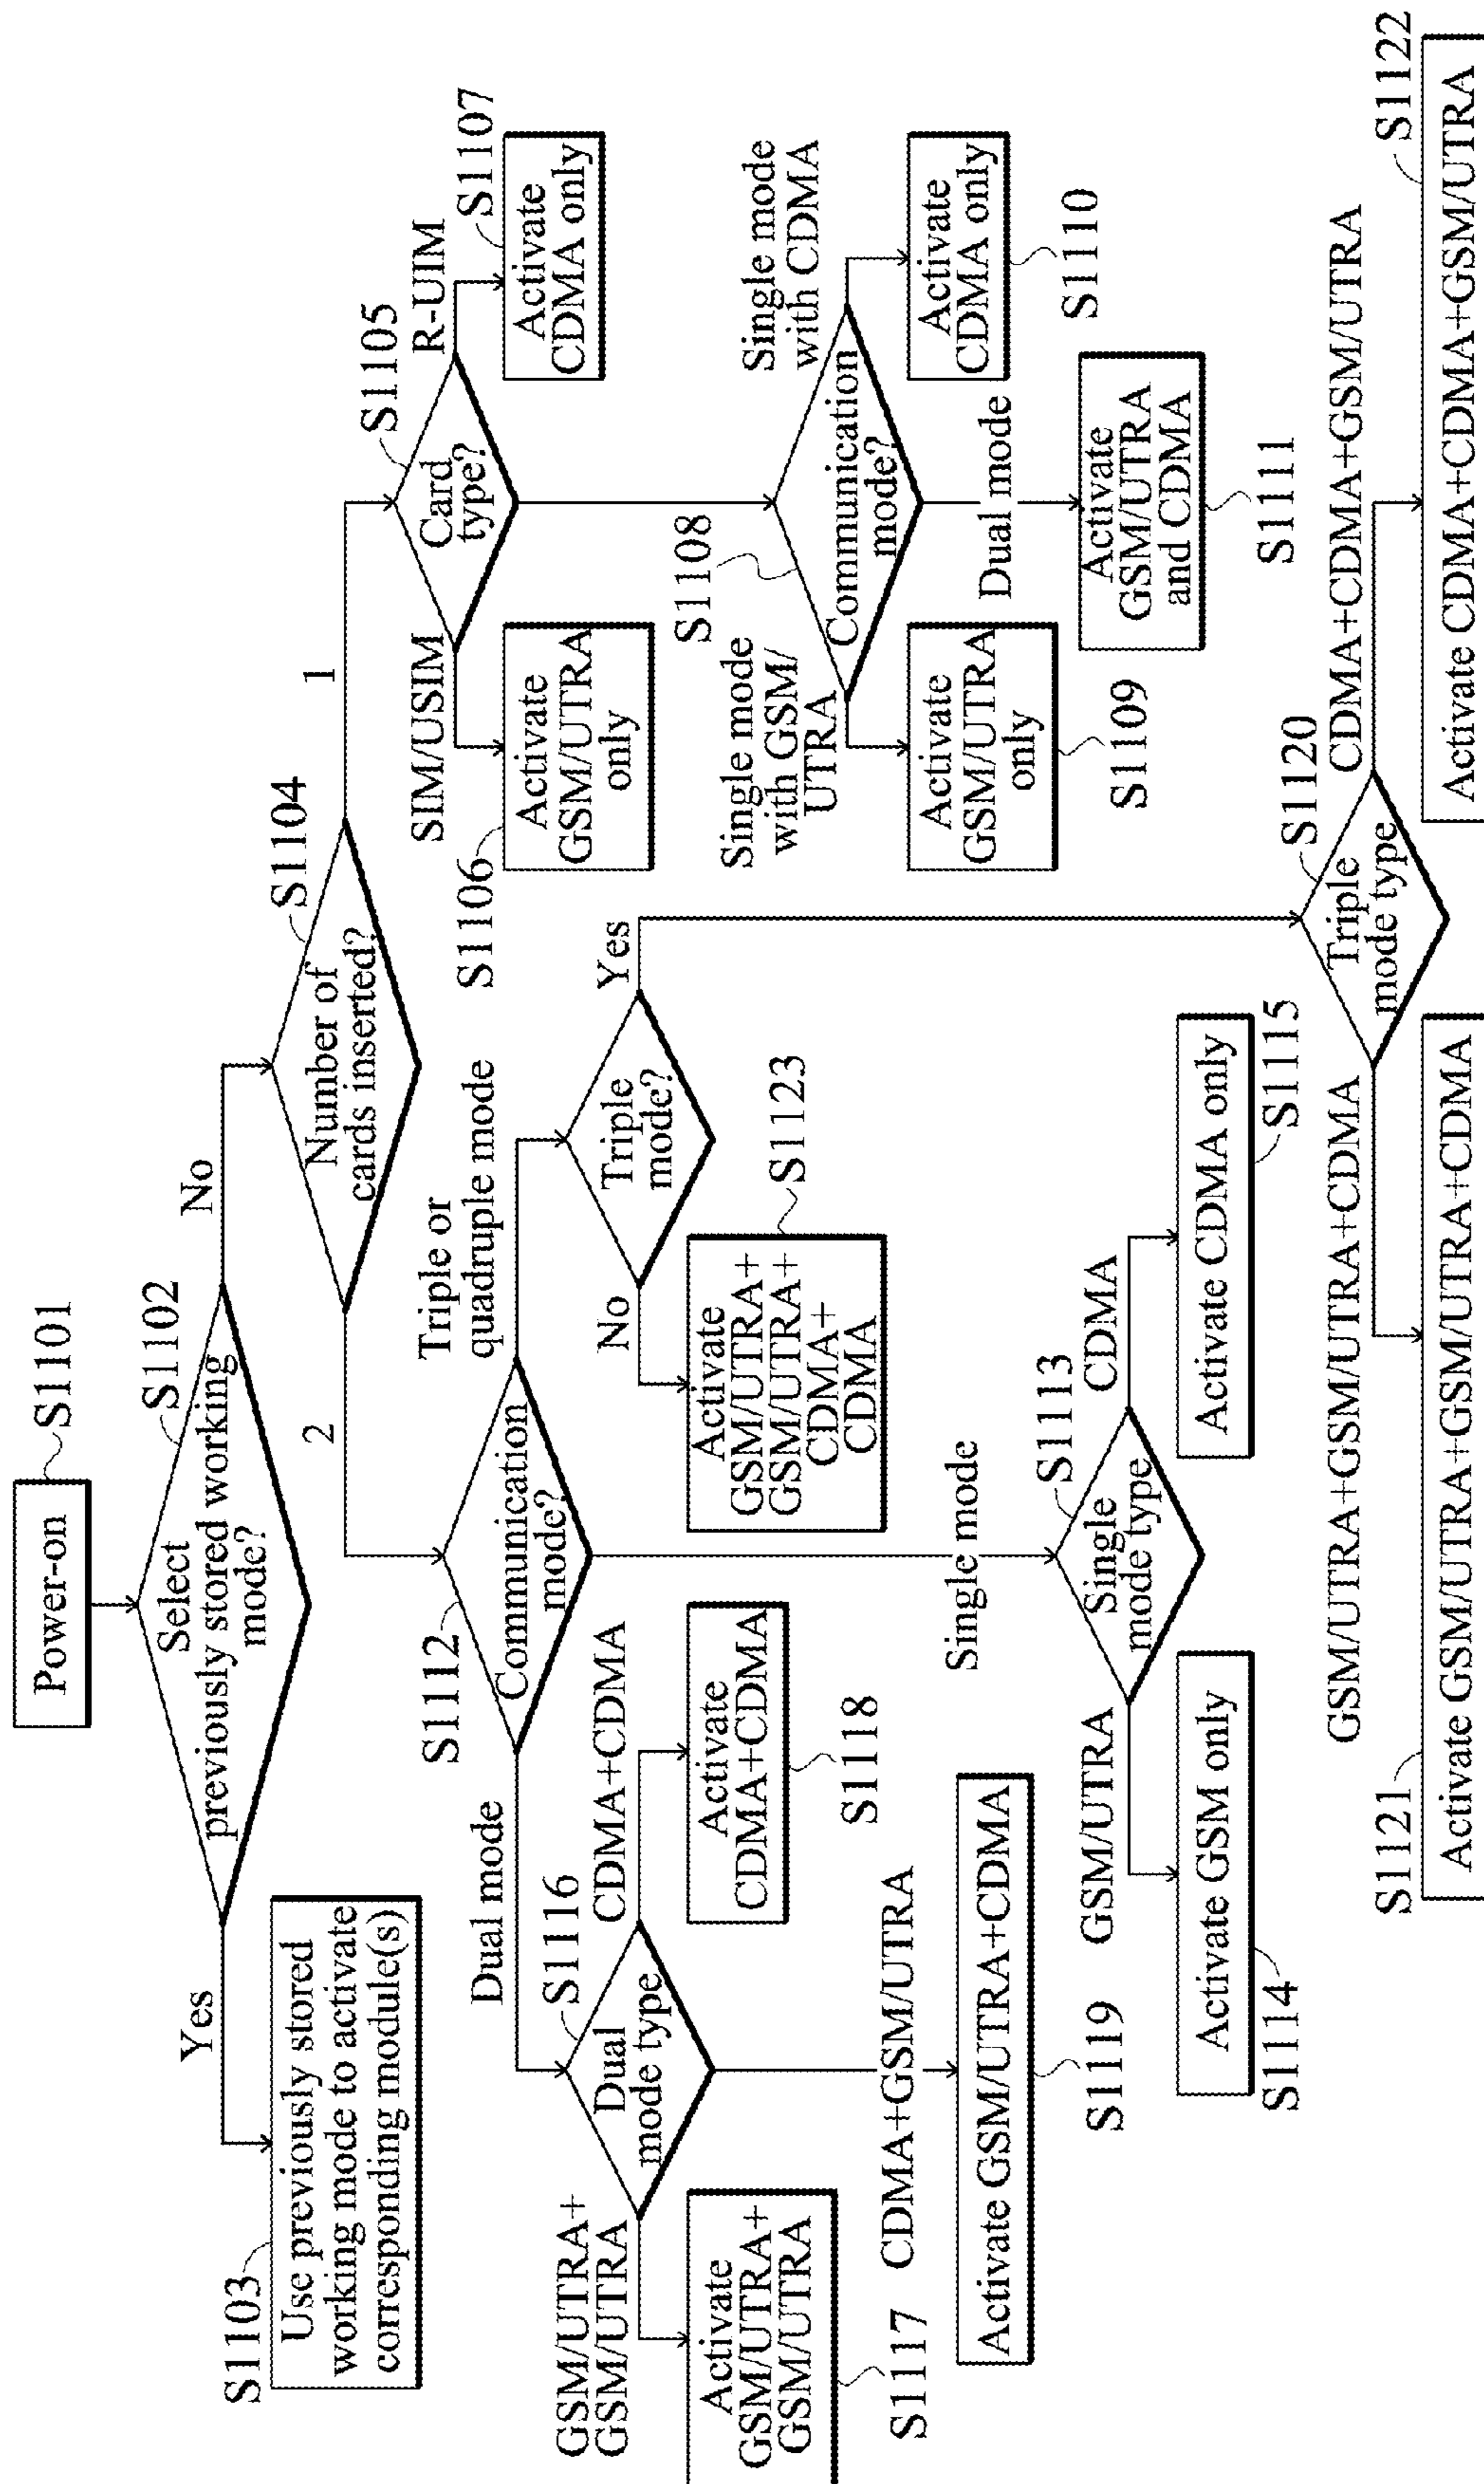 Power-on
S1101
Select
previously stored working
mode?
S1102
Yes
No
S1103
Use previously stored
working mode to activate
corresponding module(s)
Number of
cards inserted?
S1104
2
1
S1112
Communication
mode?
Dual mode
Triple or
quadruple mode
Single mode
Card
type?
S1105
SIM/USIM
R-UIM
S1106
Activate
GSM/UTRA
only
Activate
CDMA only
S1107
S1108
Communication
mode?
Single mode
with GSM/
UTRA
Single mode
with CDMA
Dual mode
Activate
GSM/UTRA
only
S1109
Activate
CDMA only
S1110
Activate
GSM/UTRA
and CDMA
S1111
Dual
mode type
S1116
GSM/UTRA+
GSM/UTRA
CDMA+CDMA
Activate
GSM/UTRA+
GSM/UTRA
S1117
Activate
CDMA+CDMA
S1118
CDMA+GSM/UTRA
Activate GSM/UTRA+CDMA
S1119
Triple
mode?
No
Yes
Activate
GSM/UTRA+
GSM/UTRA+
CDMA+
CDMA
S1123
Single
mode type
S1113
GSM/UTRA
CDMA
Activate GSM only
S1114
Activate CDMA only
S1115
Triple
mode type
S1120
GSM/UTRA+GSM/UTRA+CDMA
CDMA+CDMA+GSM/UTRA
S1121
Activate GSM/UTRA+GSM/UTRA+CDMA
S1122
Activate CDMA+CDMA+GSM/UTRA